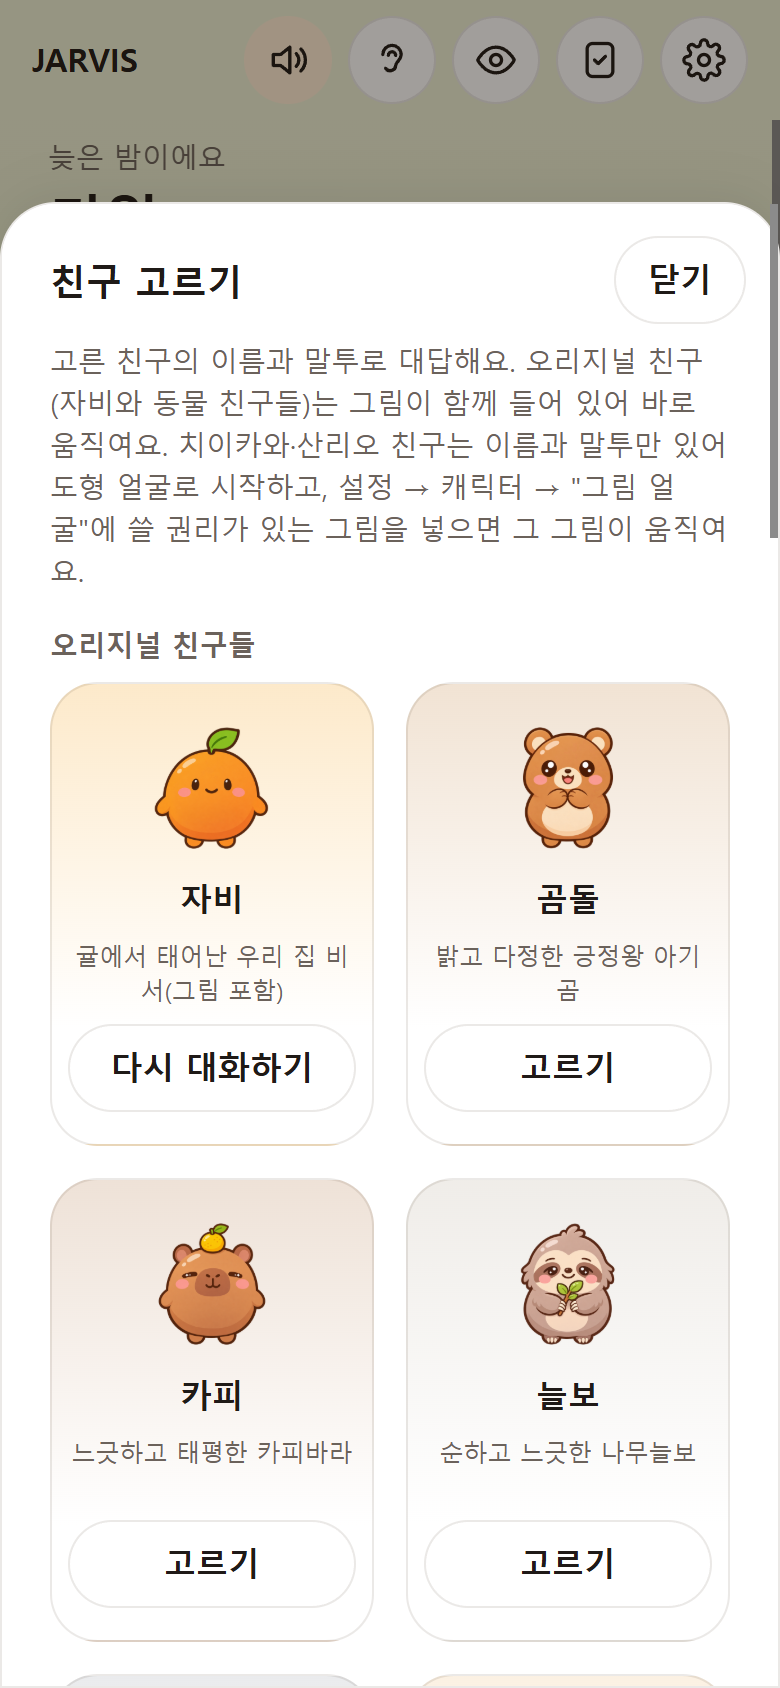 JARVIS
늦은 밤이에요
친구 고르기
닫기
고른 친구의 이름과 말투로 대답해요. 오리지널 친구
(자비와 동물 친구들)는 그림이 함께 들어 있어 바로
움직여요. 치이카와·산리오 친구는 이름과 말투만 있어
도형 얼굴로 시작하고, 설정 → 캐릭터 → "그림 얼
굴"에 쓸 권리가 있는 그림을 넣으면 그 그림이 움직여
요.
오리지널 친구들
자비
귤에서 태어난 우리 집 비
서(그림 포함)
다시 대화하기
곰돌
밝고 다정한 긍정왕 아기
곰
고르기
카피
느긋하고 태평한 카피바라
고르기
늘보
순하고 느긋한 나무늘보
고르기